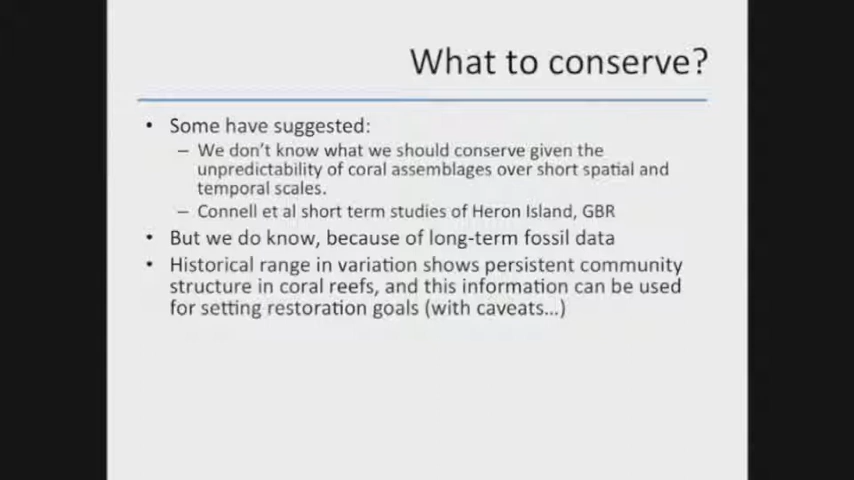 What to conserve?
• Some have suggested:
– We don't know what we should conserve given the
unpredictability of coral assemblages over short spatial and
temporal scales.
– Connell et al short term studies of Heron Island, GBR
• But we do know, because of long-term fossil data
• Historical range in variation shows persistent community
structure in coral reefs, and this information can be used
for setting restoration goals (with caveats...)